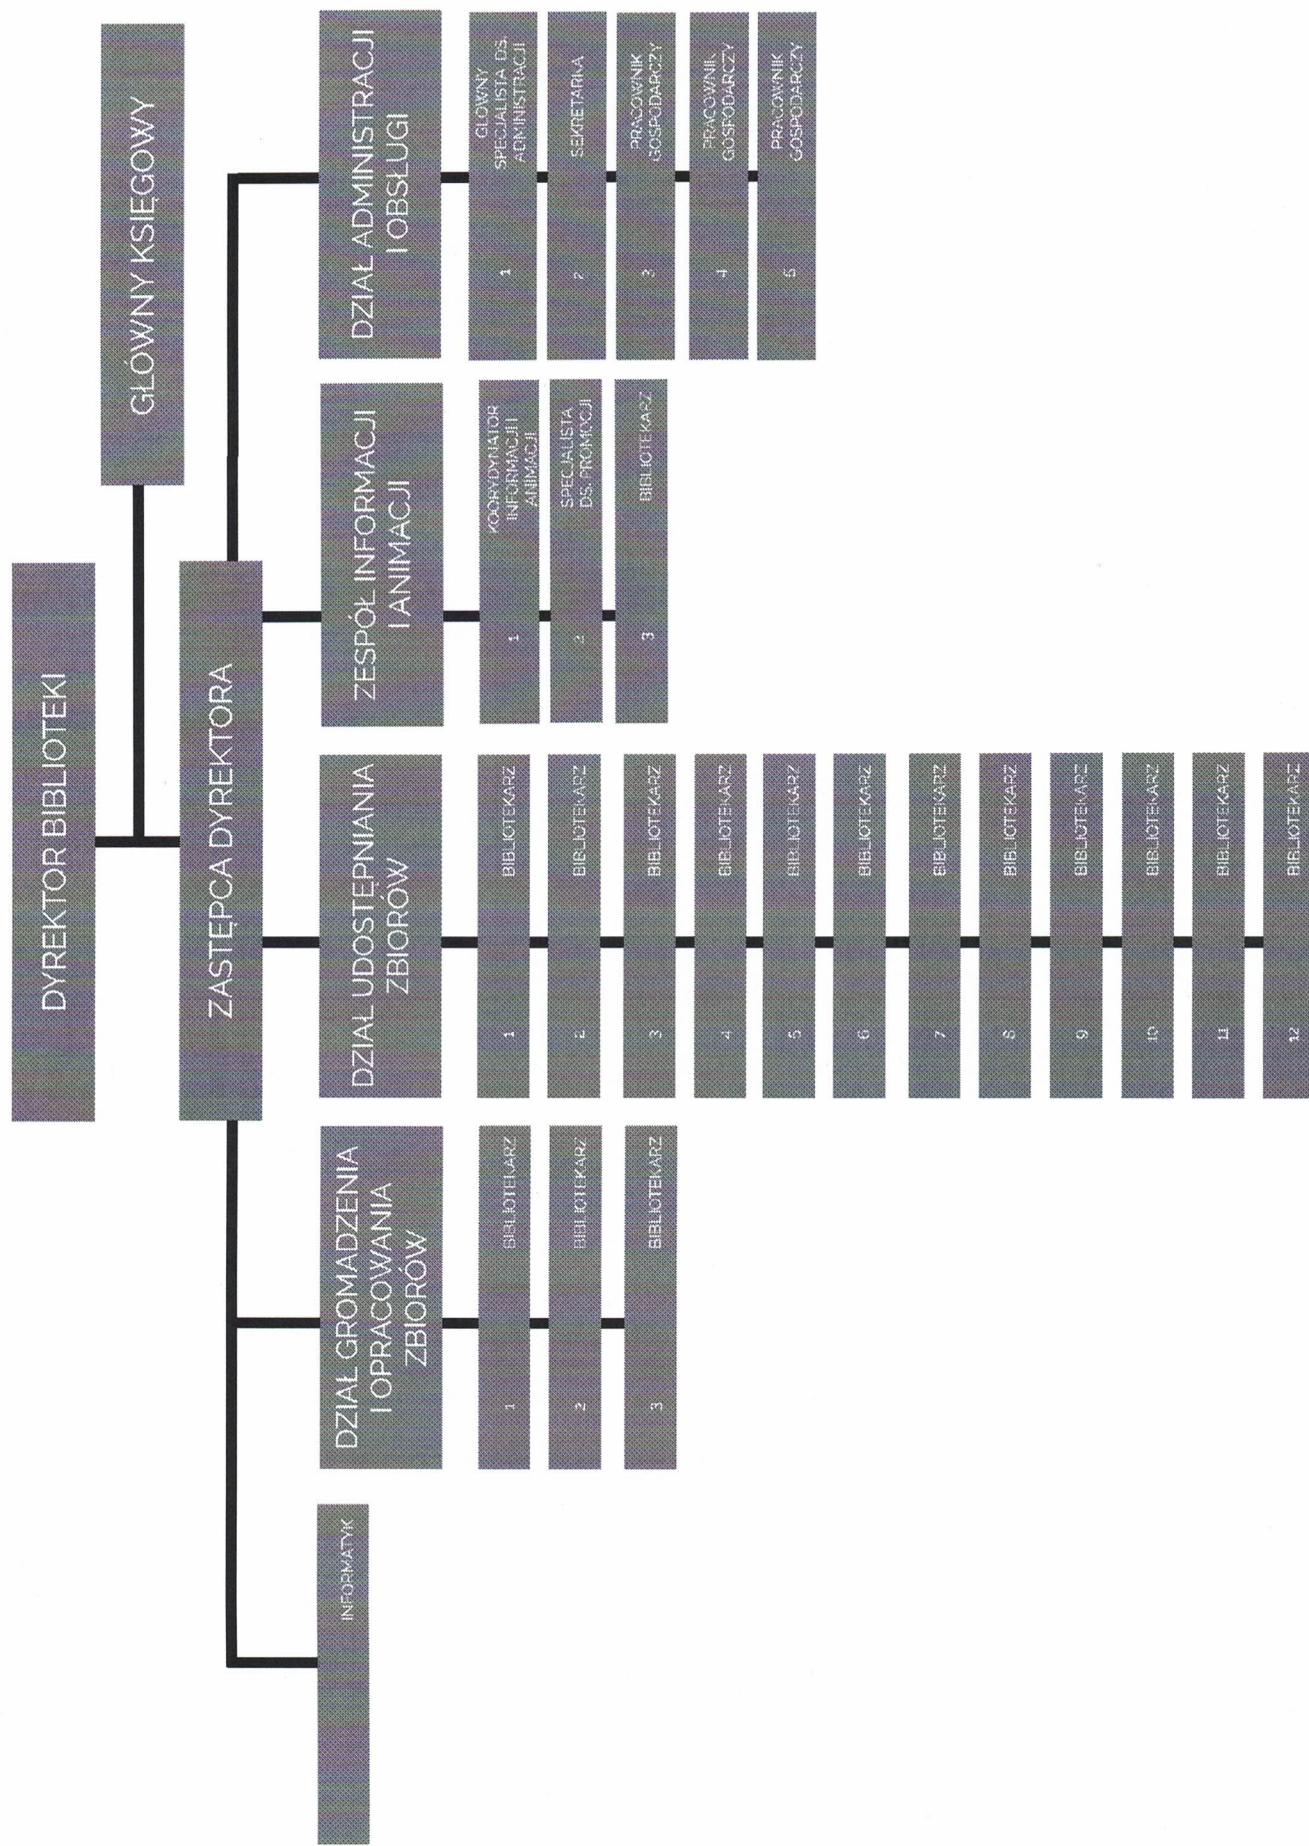 DYREKTOR BIBLIOTEKI
GŁÓWNY KSIĘGOWY
ZASTĘPCA DYREKTORA
INFORMATYK
DZIAŁ GROMADZENIA
I OPRACOWANIA
ZBIORÓW
1 BIBLIOTEKARZ
2 BIBLIOTEKARZ
3 BIBLIOTEKARZ
DZIAŁ UDOSTĘPNIANIA
ZBIORÓW
1 BIBLIOTEKARZ
2 BIBLIOTEKARZ
3 BIBLIOTEKARZ
4 BIBLIOTEKARZ
5 BIBLIOTEKARZ
6 BIBLIOTEKARZ
7 BIBLIOTEKARZ
8 BIBLIOTEKARZ
9 BIBLIOTEKARZ
10 BIBLIOTEKARZ
11 BIBLIOTEKARZ
12 BIBLIOTEKARZ
ZESPÓŁ INFORMACJI
I ANIMACJI
1 KOORDYNATOR
INFORMACJI I
ANIMACJI
2 SPECJALISTA
DS. PROMOCJI
3 BIBLIOTEKARZ
DZIAŁ ADMINISTRACJI
I OBSŁUGI
1 GŁÓWNY
SPECJALISTA DS.
ADMINISTRACJI
2 SEKRETARKA
3 PRACOWNIK
GOSPODARCZY
4 PRACOWNIK
GOSPODARCZY
5 PRACOWNIK
GOSPODARCZY